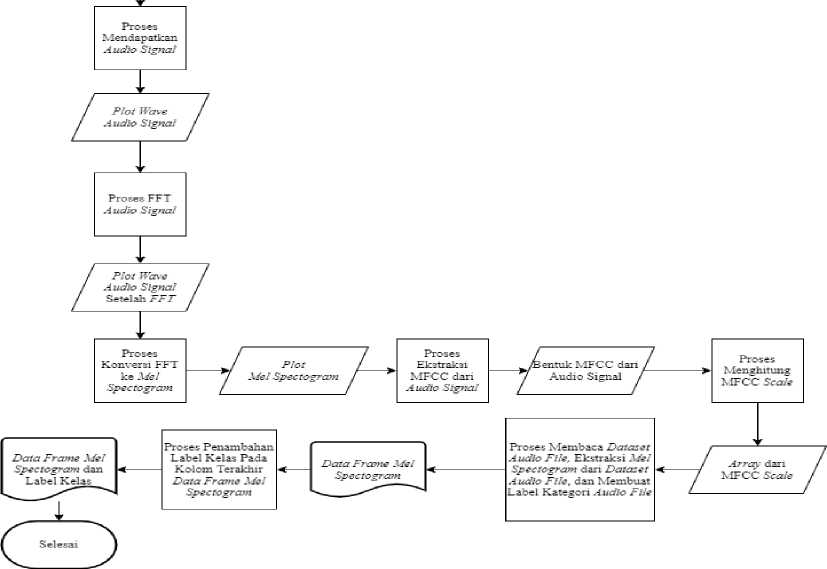 Proses
Mendapatkan
Audio Signal
Plot Wave
Audio Signal
Proses FFT
Audio Signal
Plot Wave
Audio Signal
Setelah FFT
Proses
Konversi FFT
ke Mel
Spectogram
Plot
Mel Spectogram
Proses
Ekstraksi
MFCC dari
Audio Signal
Bentuk MFCC dari
Audio Signal
Proses
Menghitung
MFCC Scale
Array dari
MFCC Scale
Proses Membaca Dataset
Audio File, Ekstraksi Mel
Spectogram dari Dataset
Audio File, dan Membuat
Label Kategori Audio File
Data Frame Mel
Spectogram
Proses Penambahan
Label Kelas Pada
Kolom Terakhir
Data Frame Mel
Spectogram
Data Frame Mel
Spectogram dan
Label Kelas
Selesai